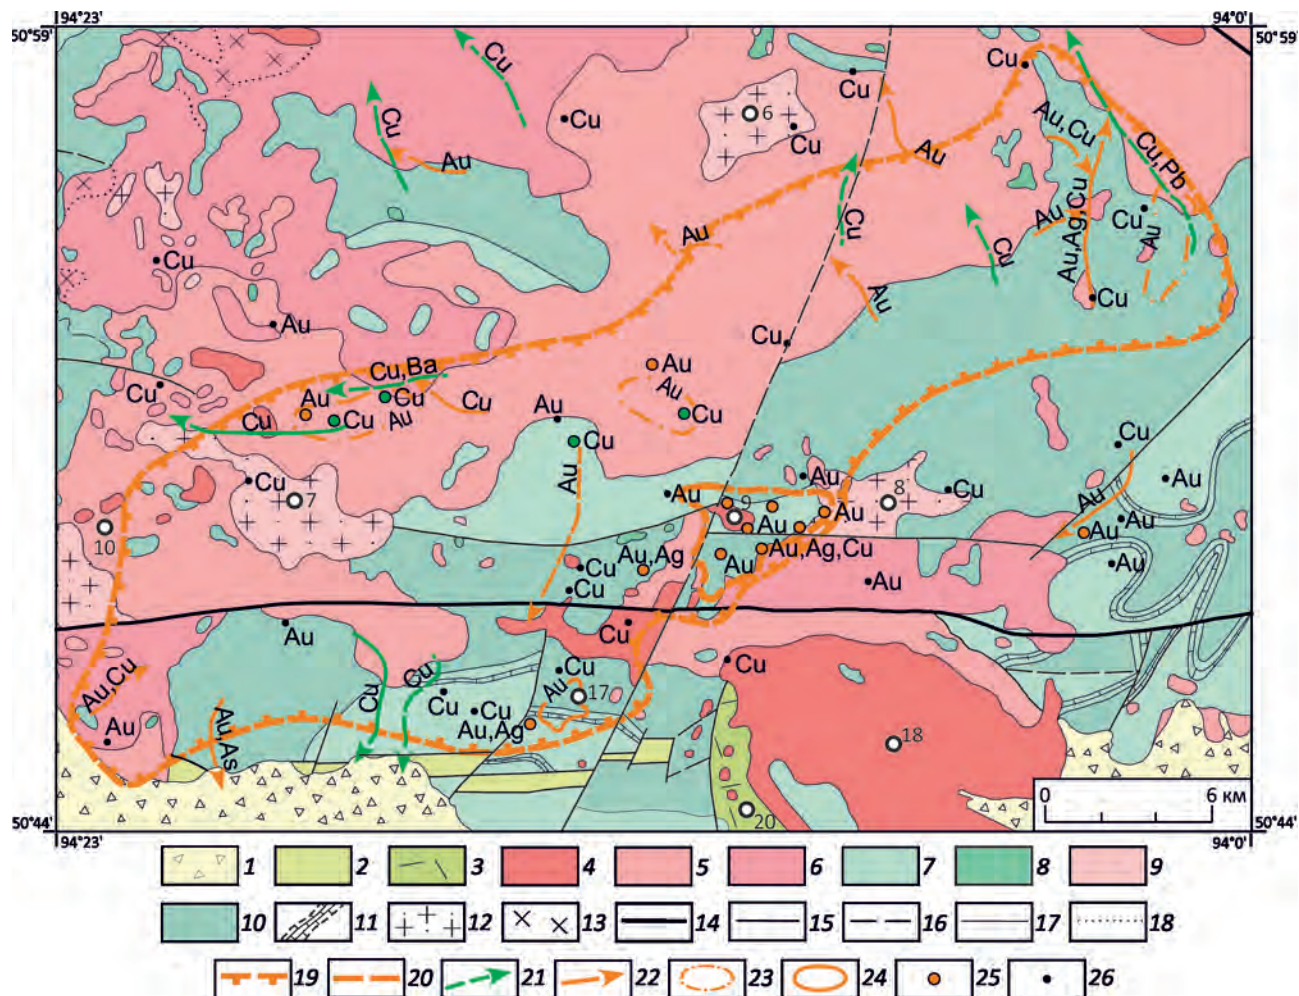 94°23' 94°0'
50°59' 50°59'
Cu Cu Cu
Cu Cu 6 Au,Cu
Cu Cu Cu,Pb
Au Au
Au Au Cu
Cu Cu Au,Ag,Cu Au
Cu
Au Cu
Au Cu
Cu,Ba Au
Cu Au Cu Cu Au
Cu Cu Au Au Cu
Cu Cu
Au Au Au
Cu 7 Au 8 Cu
9 Au Au Au
10 Au Au
Au,Ag Au,Ag,Cu Au
Cu Au Au
Cu
Au Cu
Au,Cu Cu Cu Cu
Cu Au 17
Au Au,As Cu Cu
Au,Ag 18
0 6 км
20
50°44' 50°44'
94°23' 94°0'
1 2 3 4 5 6 7 8 9
10 11 12 13 14 15 16 17 18
19 20 21 22 23 24 25 26